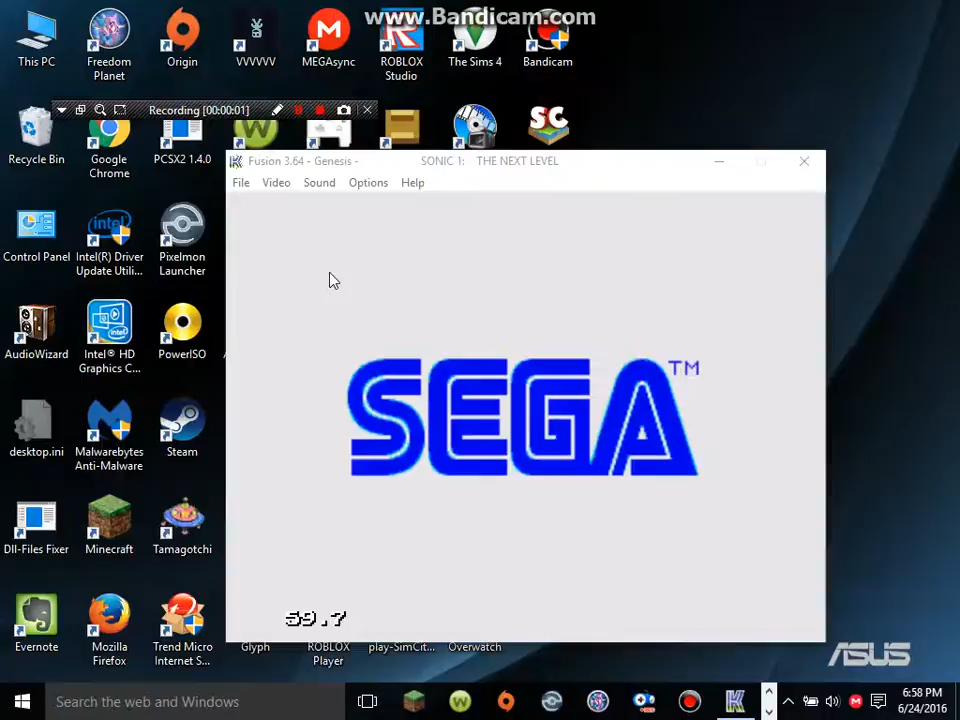 www.Bandicam.com
This PC
Freedom
Planet
Origin
VVVVVV
MEGAsync
ROBLOX
Studio
The Sims 4
Bandicam
Recording [00:00:01]
Recycle Bin
Google
Chrome
PCSX2 1.4.0
SC
Fusion 3.64 - Genesis - SONIC 1: THE NEXT LEVEL
File Video Sound Options Help
Control Panel
Intel(R) Driver
Update Utili...
Pixelmon
Launcher
SEGA TM
AudioWizard
Intel® HD
Graphics C...
PowerISO
desktop.ini
Malwarebytes
Anti-Malware
Steam
Dll-Files Fixer
Minecraft
Tamagotchi
59.7
Evernote
Mozilla
Firefox
Trend Micro
Internet S...
Glyph
ROBLOX
Player
play-SimCit...
Overwatch
ASUS
Search the web and Windows
6:58 PM
6/24/2016